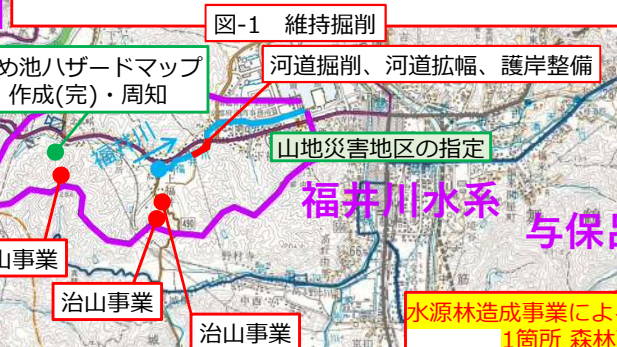 図-1 維持掘削
め池ハザードマップ
作成(完)・周知
河道掘削、河道拡幅、護岸整備
福井川
山地災害地区の指定
福井川水系
与保
山事業
治山事業
治山事業
水源林造成事業によ
1箇所 森林